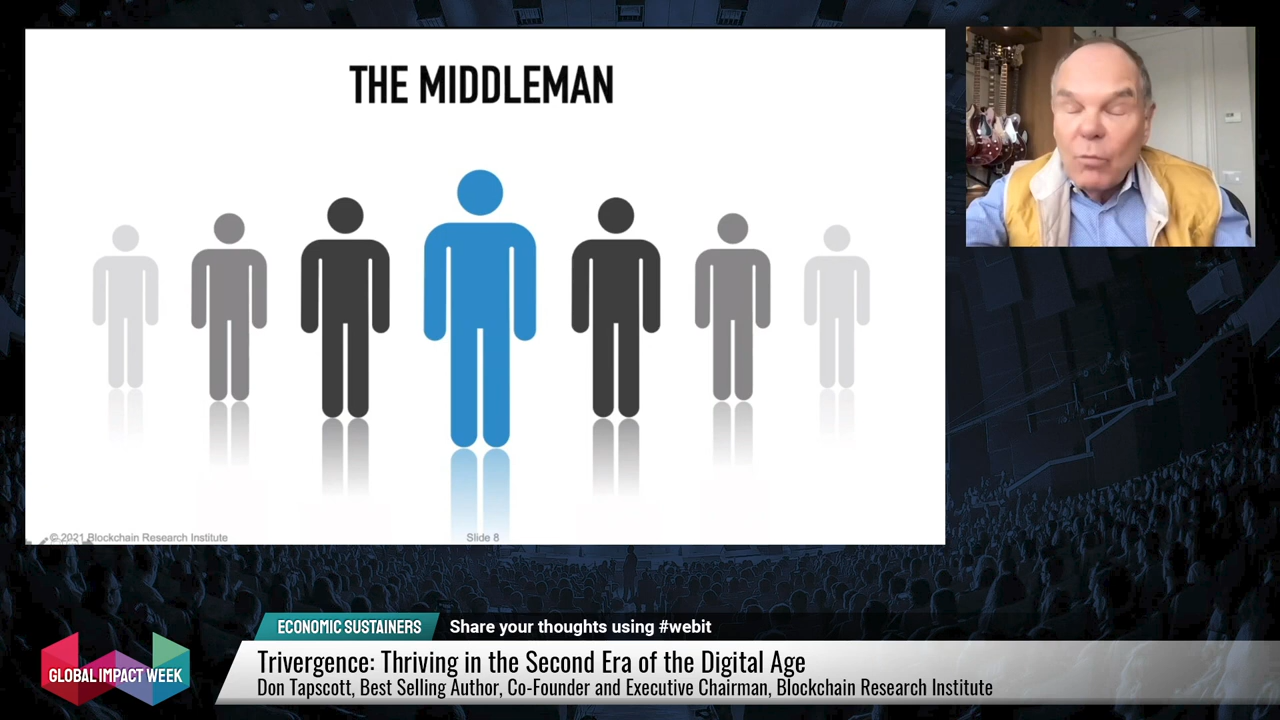 THE MIDDLEMAN
© 2021 Blockchain Research Institute
Slide 8
ECONOMIC SUSTAINERS
Share your thoughts using #webit
GLOBAL IMPACT WEEK
Trivergence: Thriving in the Second Era of the Digital Age
Don Tapscott, Best Selling Author, Co-Founder and Executive Chairman, Blockchain Research Institute